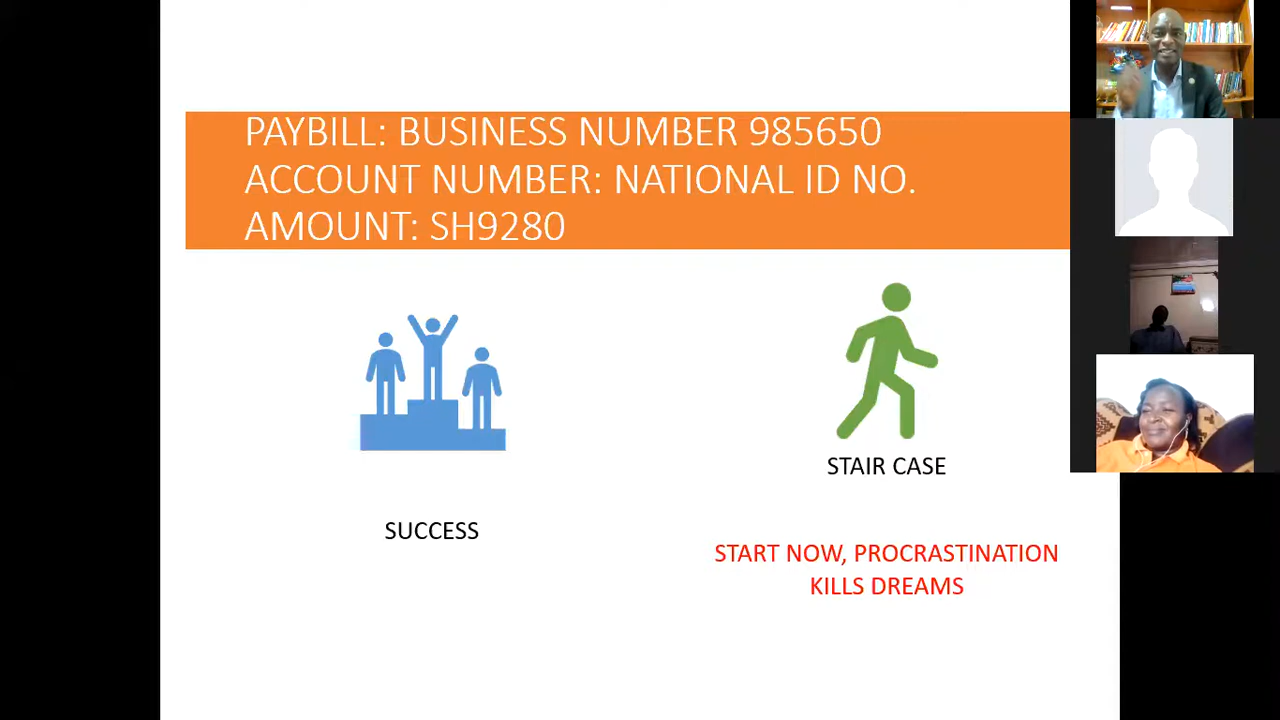 PAYBILL: BUSINESS NUMBER 985650
ACCOUNT NUMBER: NATIONAL ID NO.
AMOUNT: SH9280
STAIR CASE
SUCCESS
START NOW, PROCRASTINATION
KILLS DREAMS